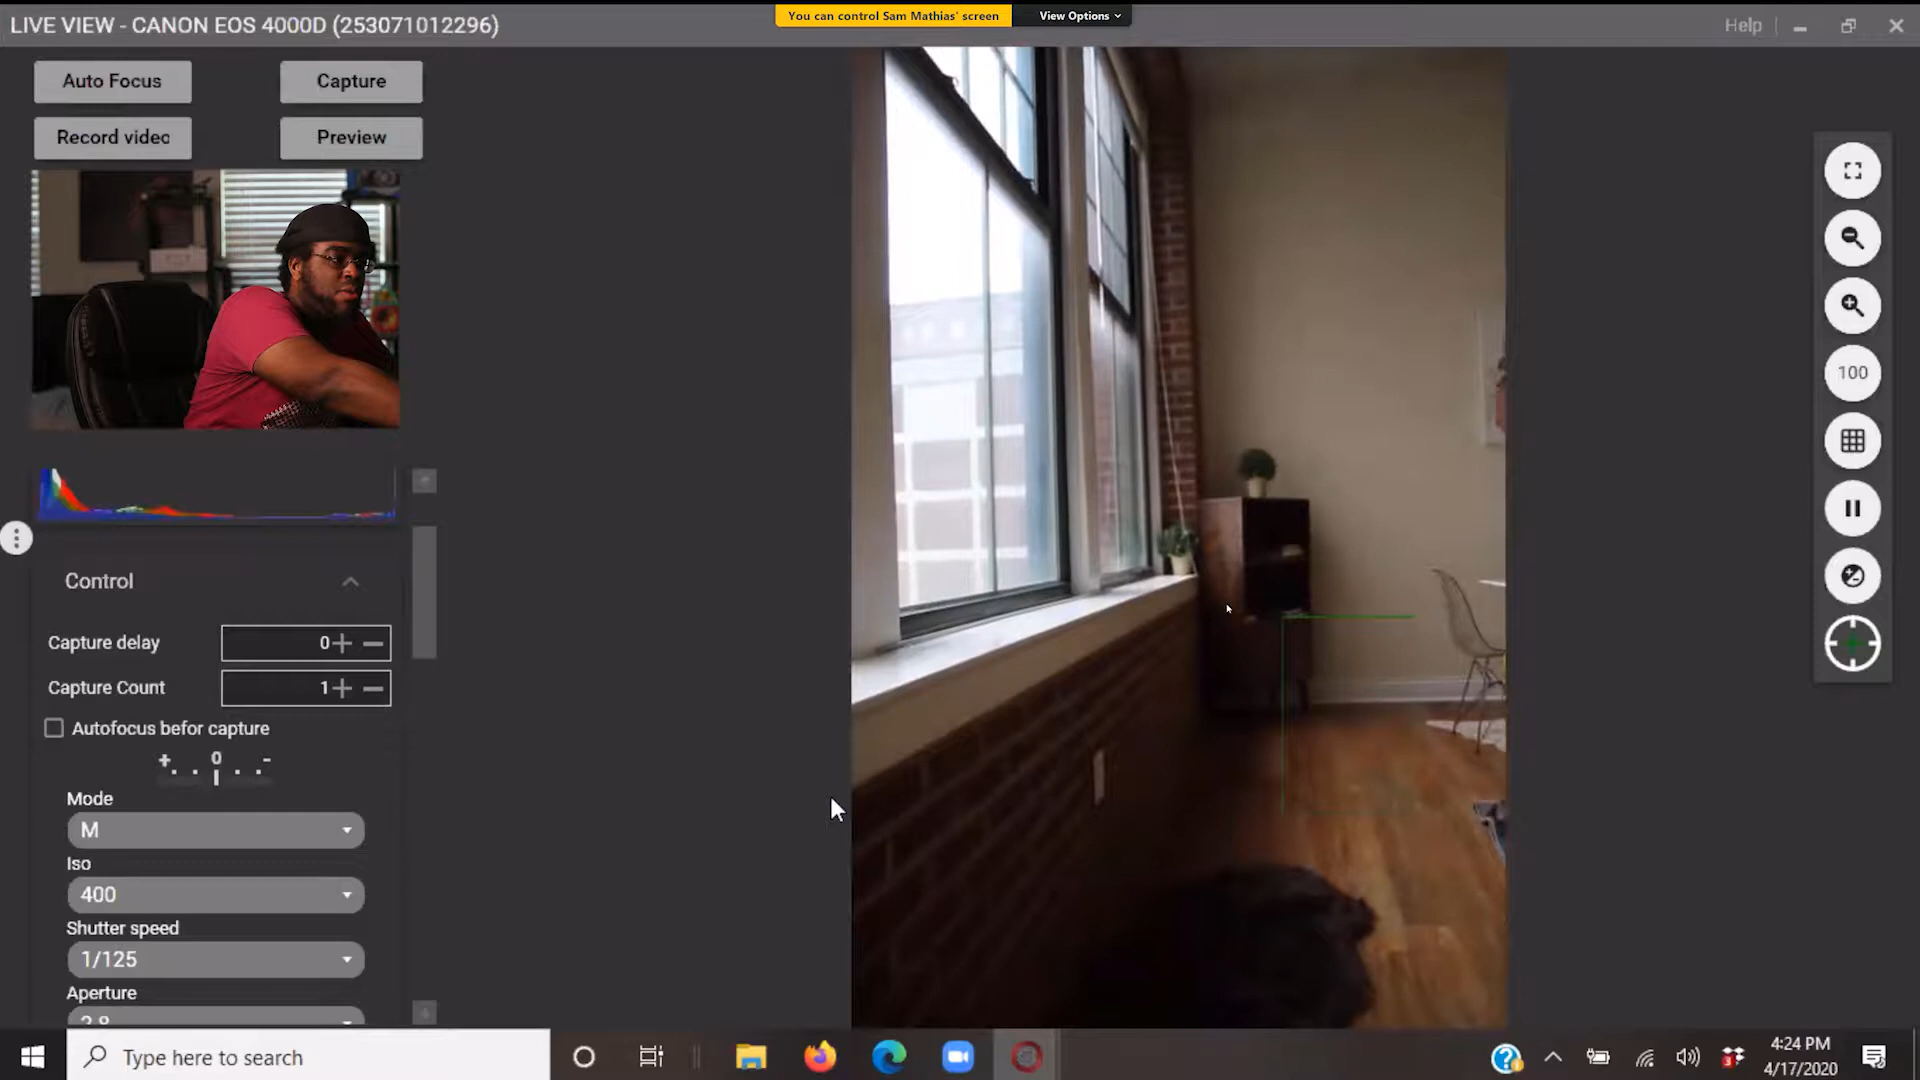 LIVE VIEW - CANON EOS 4000D (253071012296)
You can control Sam Mathias' screen
View Options
Help
Auto Focus
Capture
Record video
Preview
100
Control
Capture delay
0
Capture Count
1
Autofocus befor capture
+ 0 -
Mode
M
Iso
400
Shutter speed
1/125
Aperture
2.8
Type here to search
4:24 PM
4/17/2020